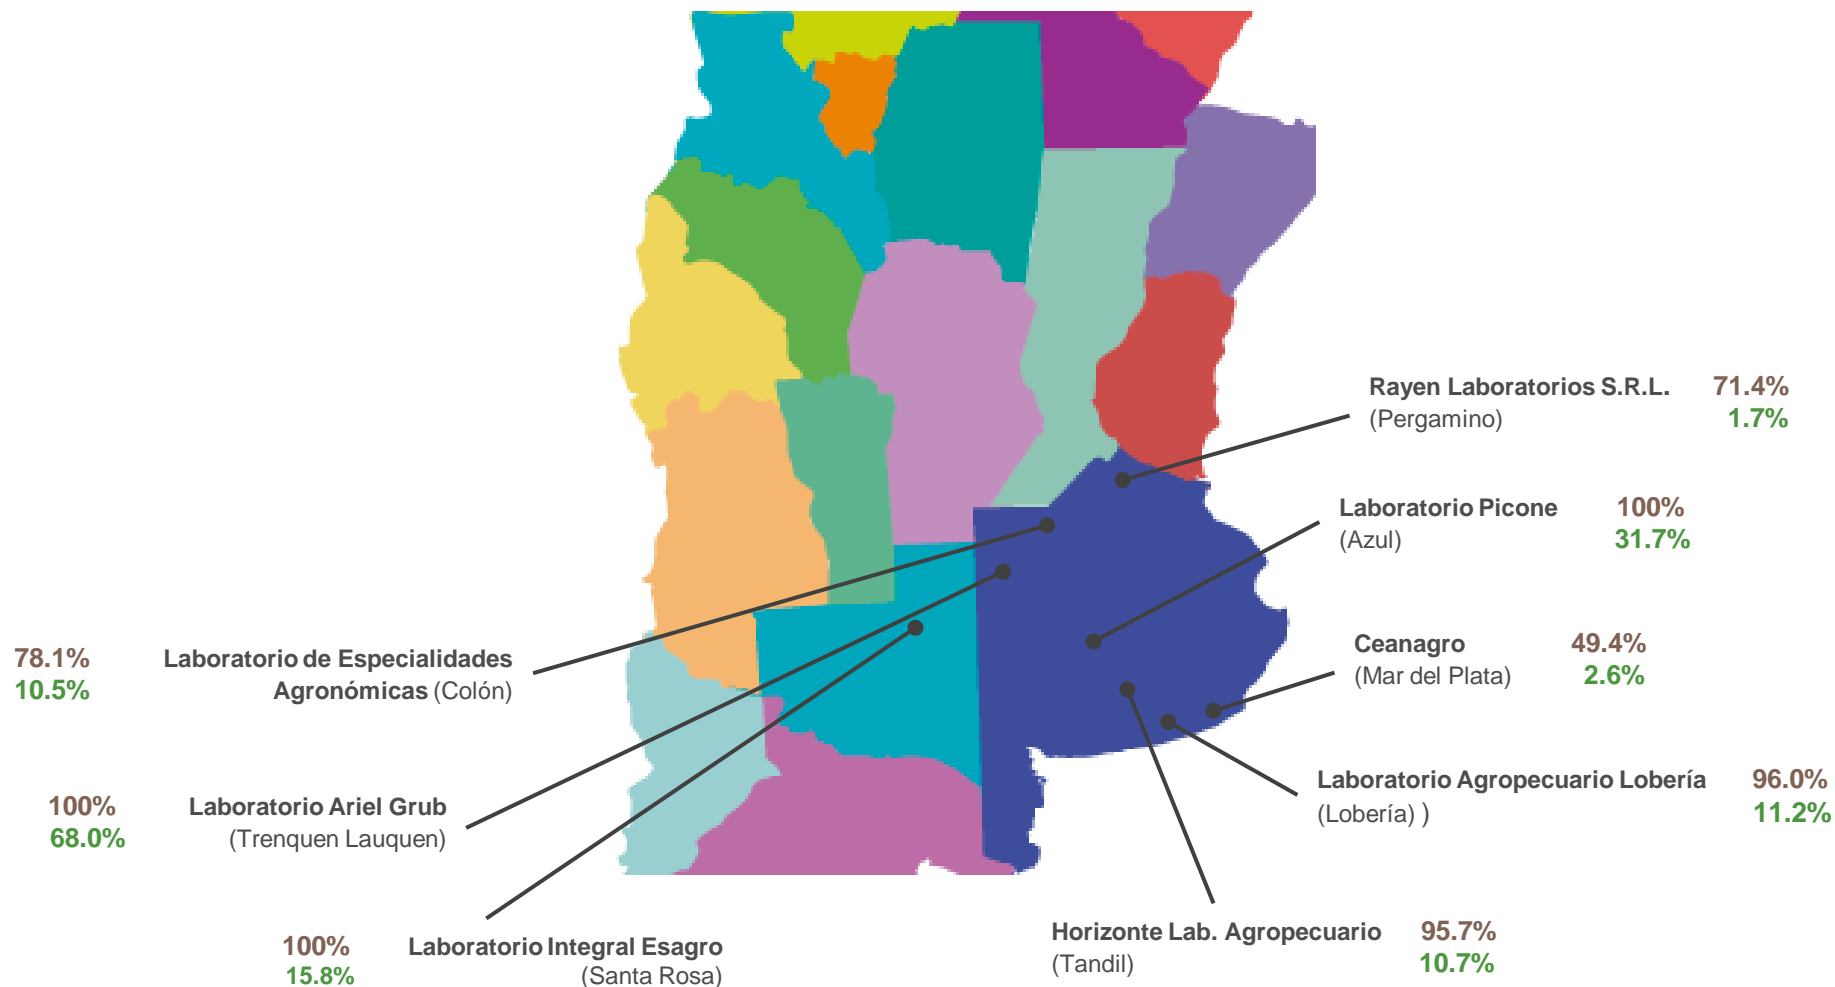 Rayen Laboratorios S.R.L. 71.4%
(Pergamino) 1.7%
Laboratorio Picone 100%
(Azul) 31.7%
Ceanagro 49.4%
(Mar del Plata) 2.6%
78.1% Laboratorio de Especialidades
10.5% Agronómicas (Colón)
Laboratorio Agropecuario Lobería 96.0%
(Lobería) ) 11.2%
100% Laboratorio Ariel Grub
68.0% (Trenquen Lauquen)
Horizonte Lab. Agropecuario 95.7%
(Tandil) 10.7%
100% Laboratorio Integral Esagro
15.8% (Santa Rosa)